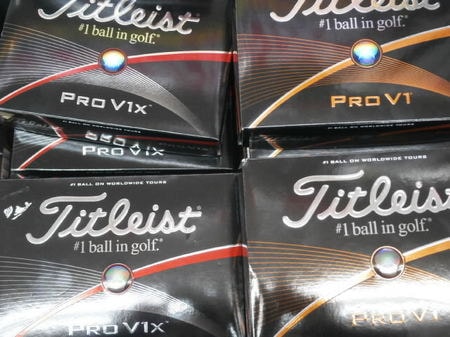 Titleist
#1 ball in golf.®
PRO V1x
Titleist
#1 ball in golf.®
PRO V1
PRO V1x
#1 BALL ON WORLDWIDE TOURS
Titleist®
#1 ball in golf.®
PRO V1x
#1 BALL ON WORLDWIDE TOURS
Titleist®
#1 ball in golf.®
PRO V1